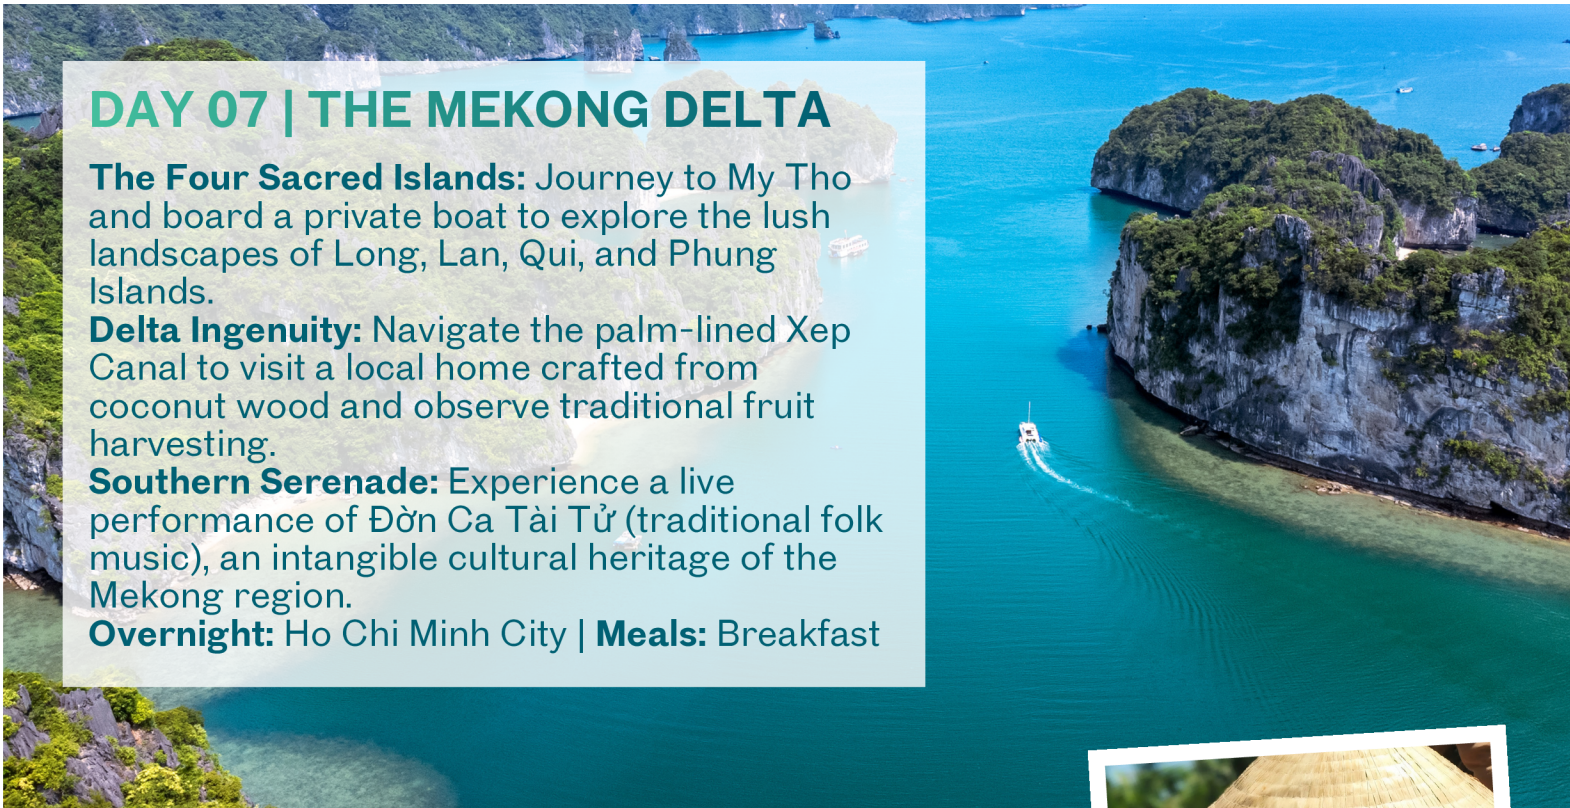 DAY 07 | THE MEKONG DELTA
The Four Sacred Islands: Journey to My Tho
and board a private boat to explore the lush
landscapes of Long, Lan, Qui, and Phung
Islands.
Delta Ingenuity: Navigate the palm-lined Xep
Canal to visit a local home crafted from
coconut wood and observe traditional fruit
harvesting.
Southern Serenade: Experience a live
performance of Đờn Ca Tài Tử (traditional folk
music), an intangible cultural heritage of the
Mekong region.
Overnight: Ho Chi Minh City | Meals: Breakfast